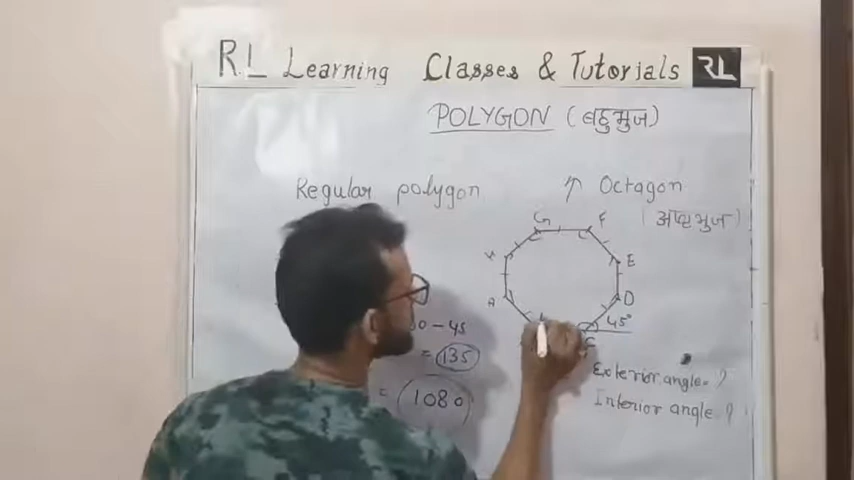 RL Learning Classes & Tutorials RL
POLYGON (बहुभुज)
Regular polygon
↑ Octagon
(अष्टभुज)
G F
H E
A D
45°
C
- 45
= 135
= 1080
Exterior angle = ?
Interior angle = ?